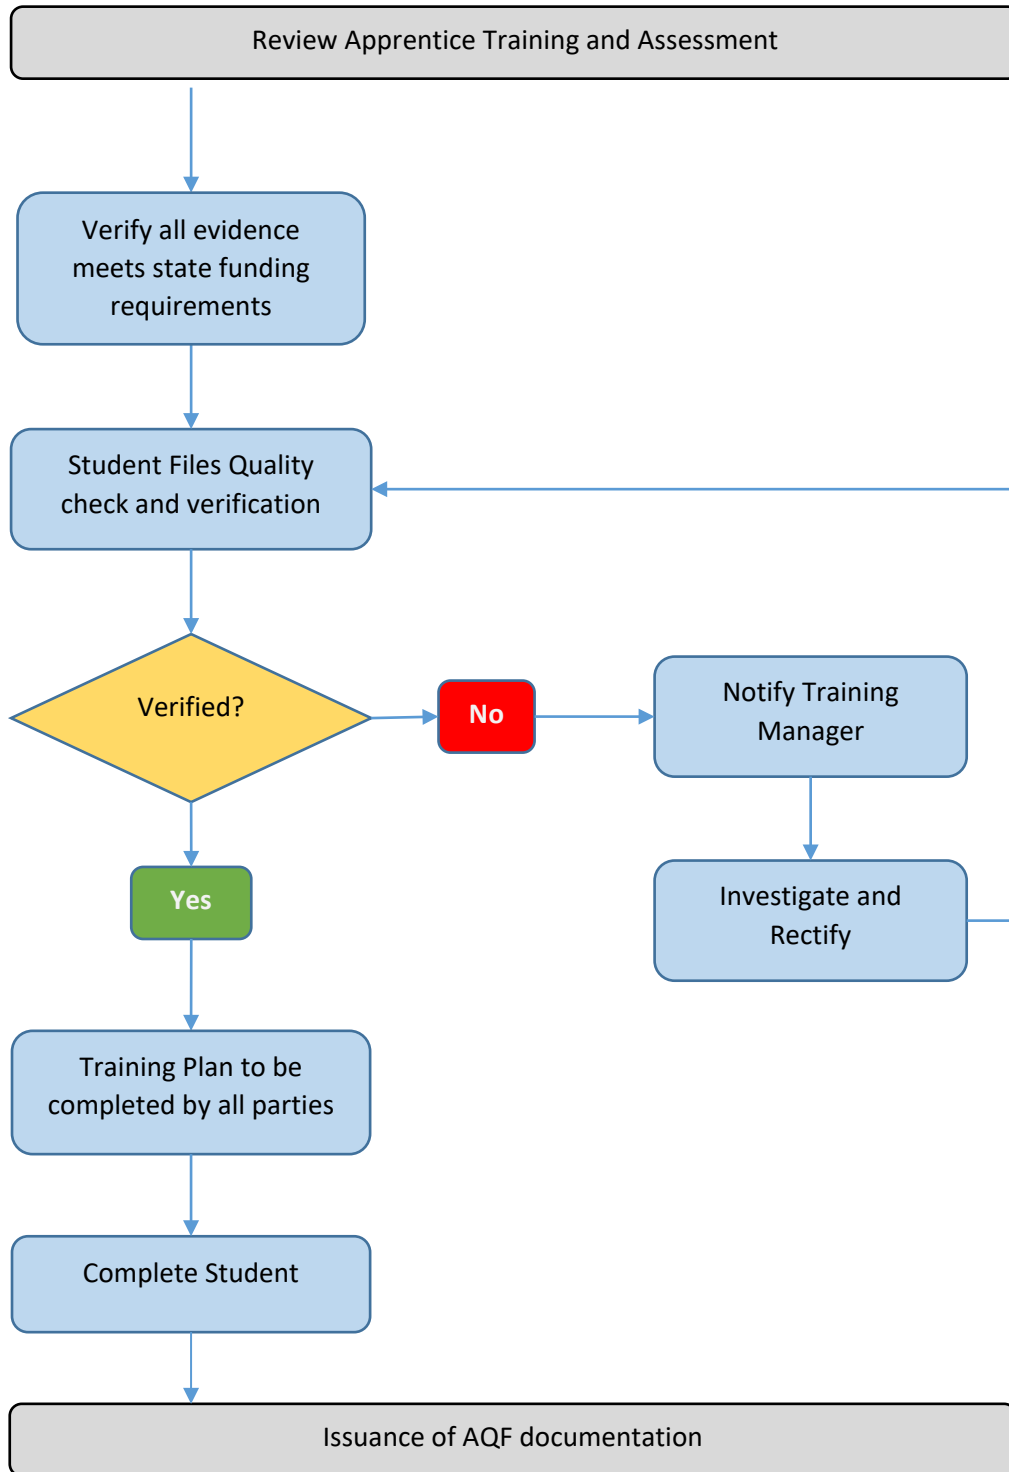 Review Apprentice Training and Assessment
Verify all evidence
meets state funding
requirements
Student Files Quality
check and verification
Verified?
No
Notify Training
Manager
Yes
Investigate and
Rectify
Training Plan to be
completed by all parties
Complete Student
Issuance of AQF documentation